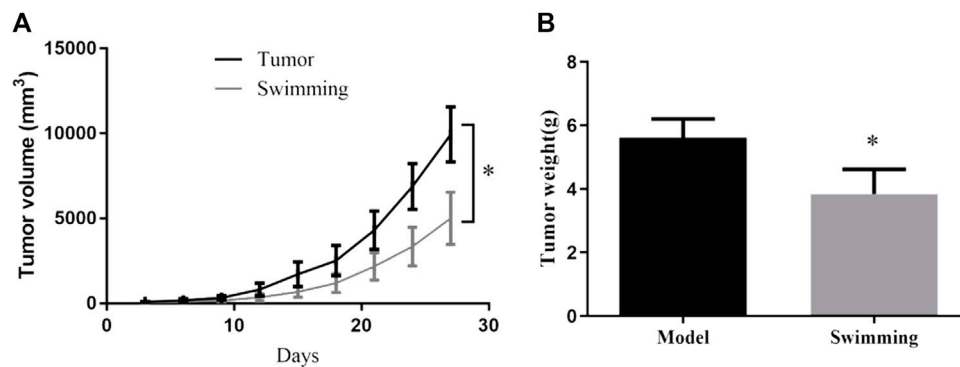 A
Tumor volume (mm³)
15000
10000
5000
0
0
10
20
30
Days
Tumor
Swimming
*
B
Tumor weight(g)
8
6
4
2
0
*
Model
Swimming